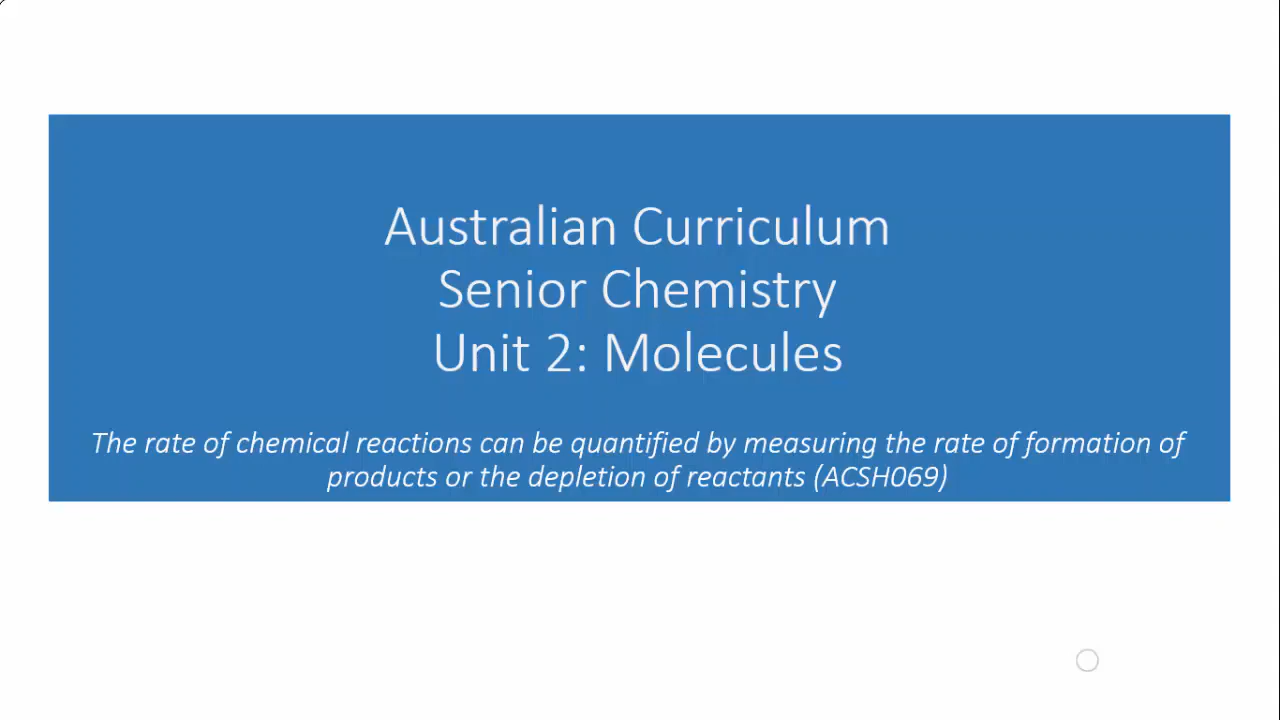 Australian Curriculum
Senior Chemistry
Unit 2: Molecules
The rate of chemical reactions can be quantified by measuring the rate of formation of
products or the depletion of reactants (ACSH069)